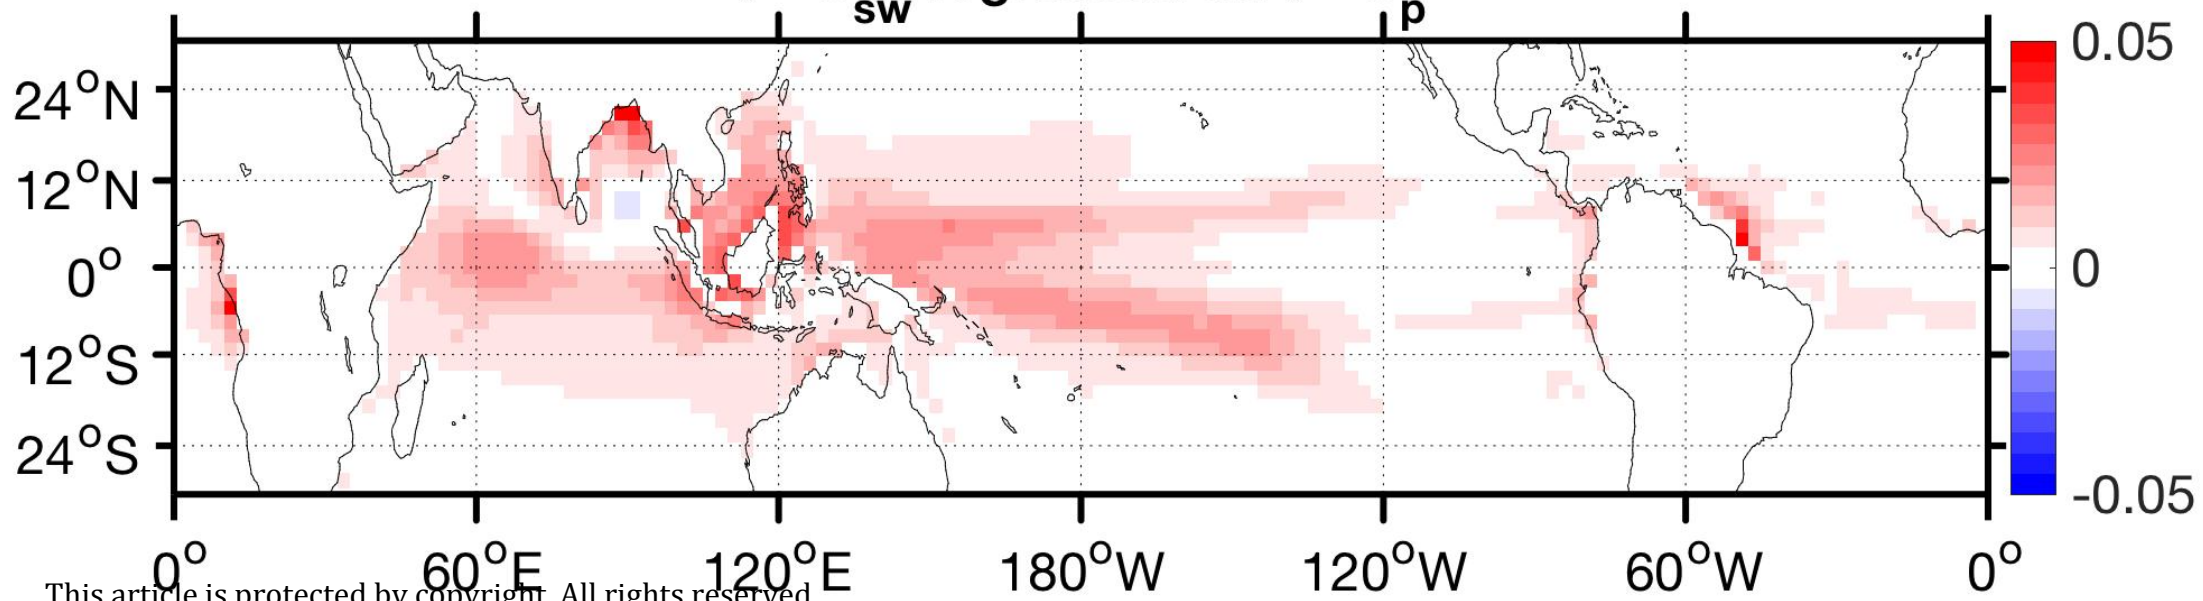 sw p
0.05
24°N
12°N
0°
0
12°S
24°S
-0.05
0° 60°E 120°E 180°W 120°W 60°W 0°
This article is protected by copyright. All rights reserved